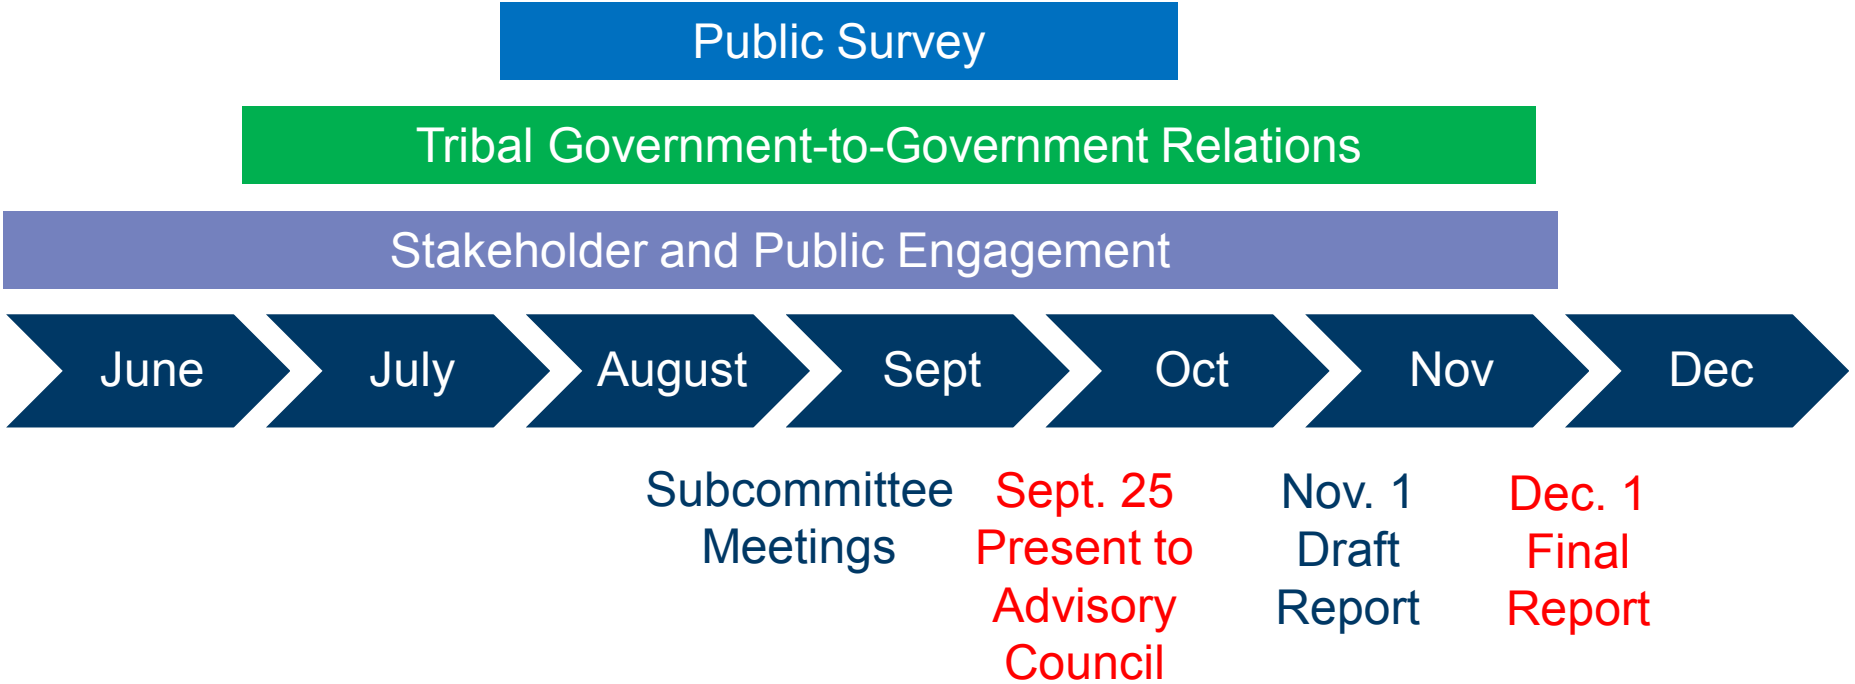 Public Survey
Tribal Government-to-Government Relations
Stakeholder and Public Engagement
June
July
August
Sept
Oct
Nov
Dec
Subcommittee
Meetings
Sept. 25
Present to
Advisory
Council
Nov. 1
Draft
Report
Dec. 1
Final
Report